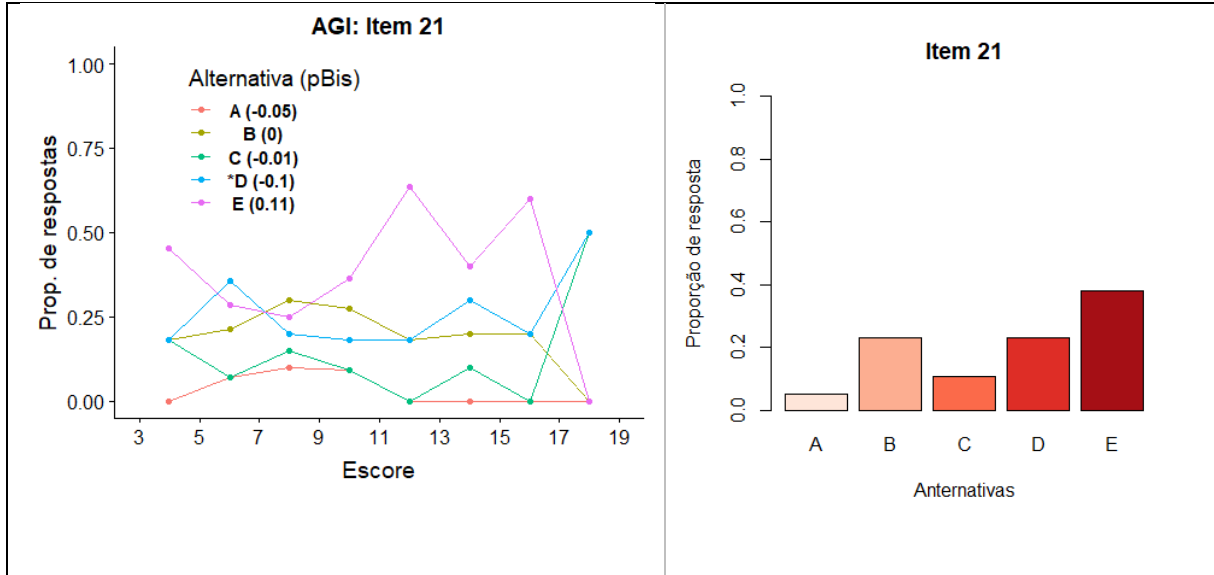 AGI: Item 21
Alternativa (pBis)
A (-0.05)
B (0)
C (-0.01)
*D (-0.1)
E (0.11)
Prop. de respostas
1.00
0.75
0.50
0.25
0.00
3 5 7 9 11 13 15 17 19
Escore
Item 21
Proporção de resposta
1.0
0.8
0.6
0.4
0.2
0.0
A B C D E
Anternativas